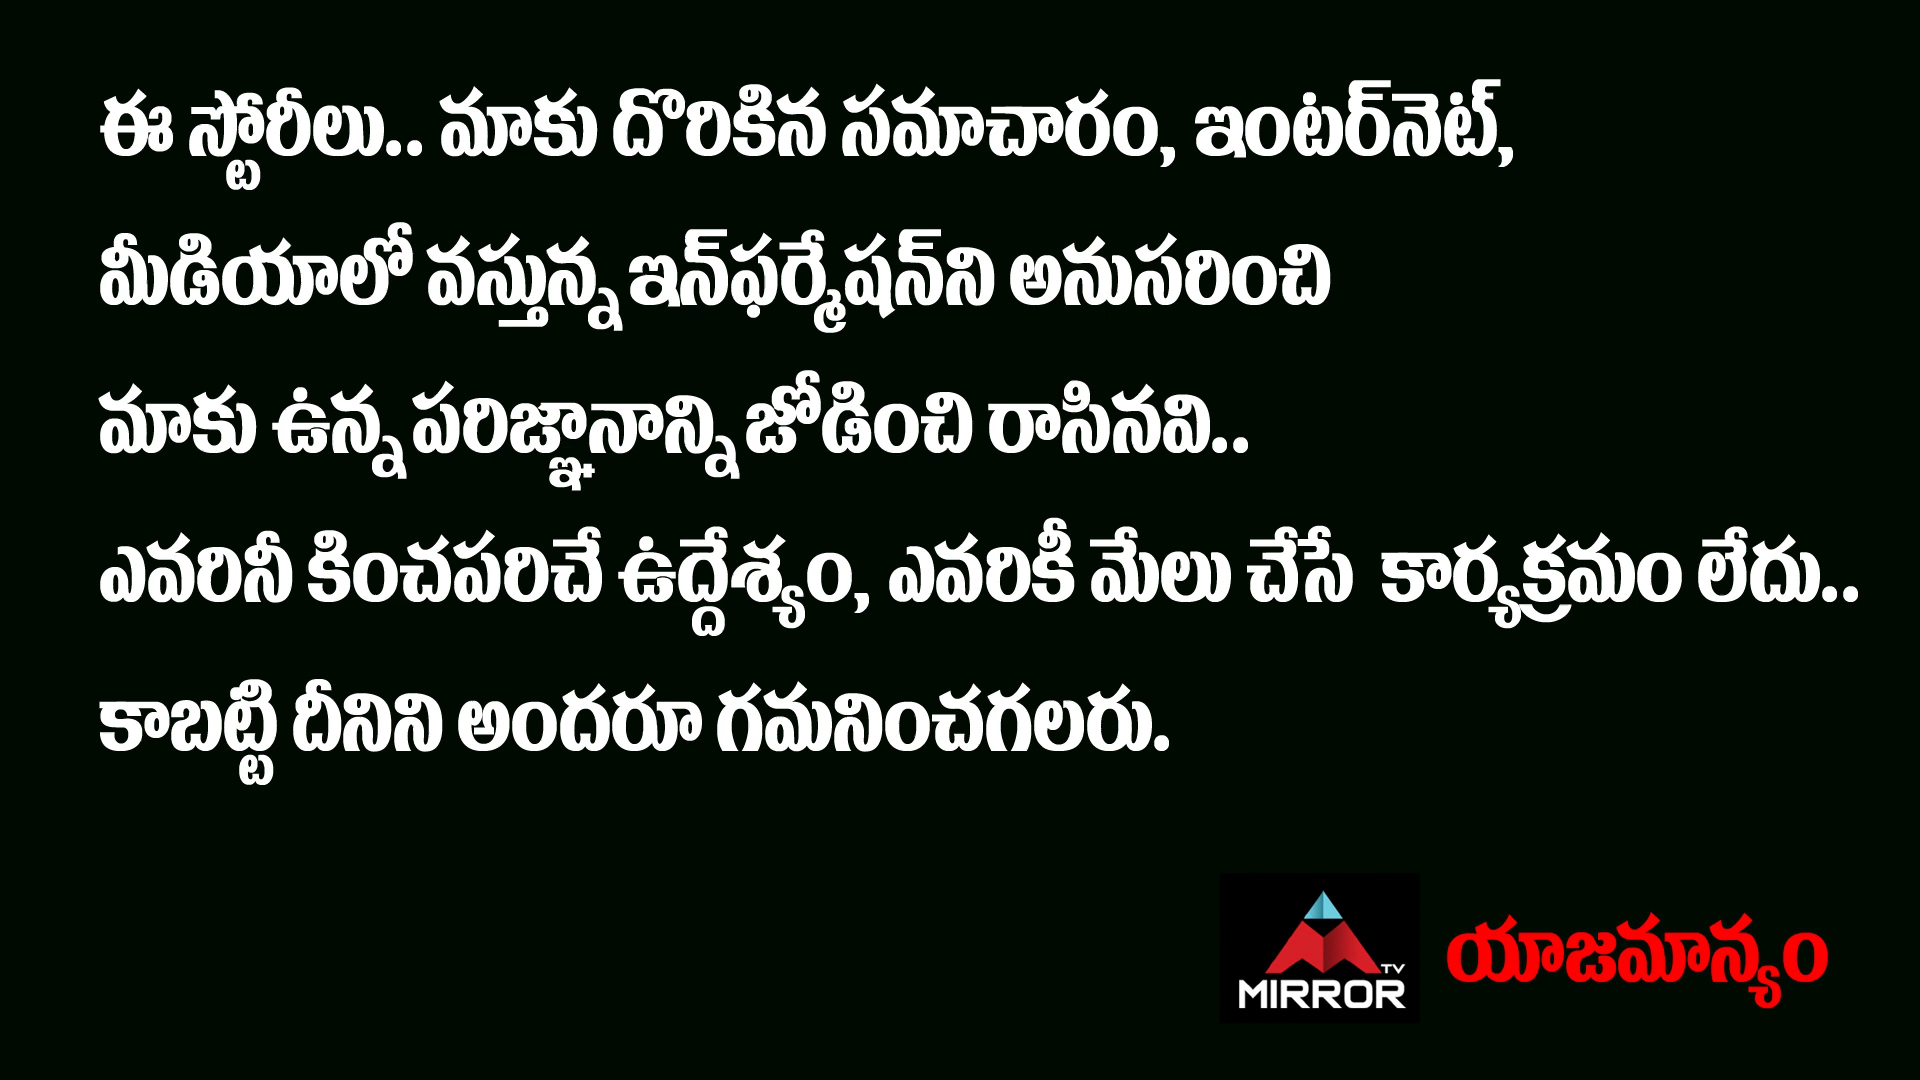 ఈ స్టోరీలు.. మాకు దొరికిన సమాచారం, ఇంటర్‌నెట్,
మీడియాలో వస్తున్న ఇన్‌ఫర్మేషన్‌ని అనుసరించి
మాకు ఉన్న పరిజ్ఞానాన్ని జోడించి రాసినవి..
ఎవరినీ కించపరిచే ఉద్దేశ్యం, ఎవరికీ మేలు చేసే కార్యక్రమం లేదు..
కాబట్టి దీనిని అందరూ గమనించగలరు.
TV
MIRROR
యాజమాన్యం